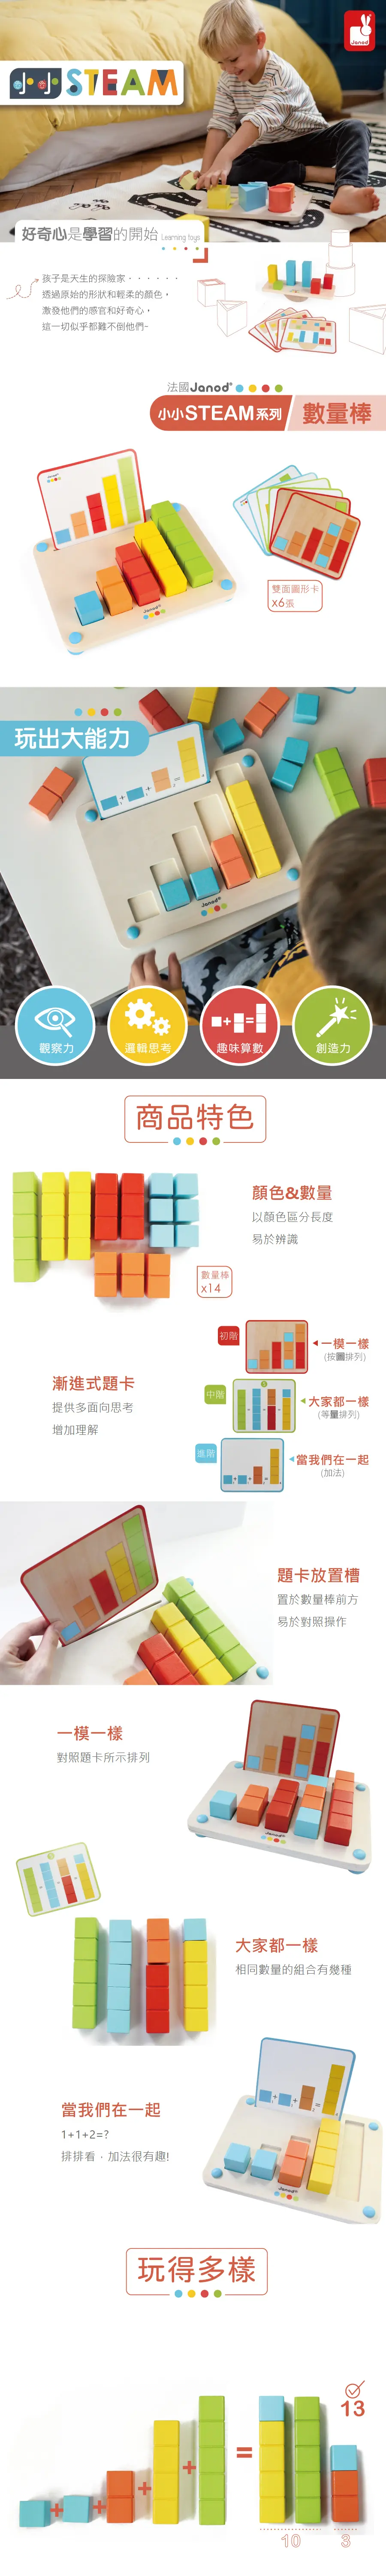 Janod
STEAM
好奇心是學習的開始 Learning toys
孩子是天生的探險家‧‧‧‧‧‧
透過原始的形狀和輕柔的顏色，
激發他們的感官和好奇心，
這一切似乎都難不倒他們~
法國Janod®
小小STEAM系列 數量棒
Janod
雙面圖形卡
x6張
玩出大能力
Janod®
觀察力
邏輯思考
趣味算數
創造力
商品特色
顏色&數量
以顏色區分長度
易於辨識
數量棒
x14
漸進式題卡
提供多面向思考
增加理解
初階
一模一樣
(按圖排列)
中階
大家都一樣
(等量排列)
進階
當我們在一起
(加法)
題卡放置槽
置於數量棒前方
易於對照操作
一模一樣
對照題卡所示排列
Janod®
大家都一樣
相同數量的組合有幾種
當我們在一起
1+1+2=?
排排看，加法很有趣!
Janod®
玩得多樣
13
+ + + + =
10 3